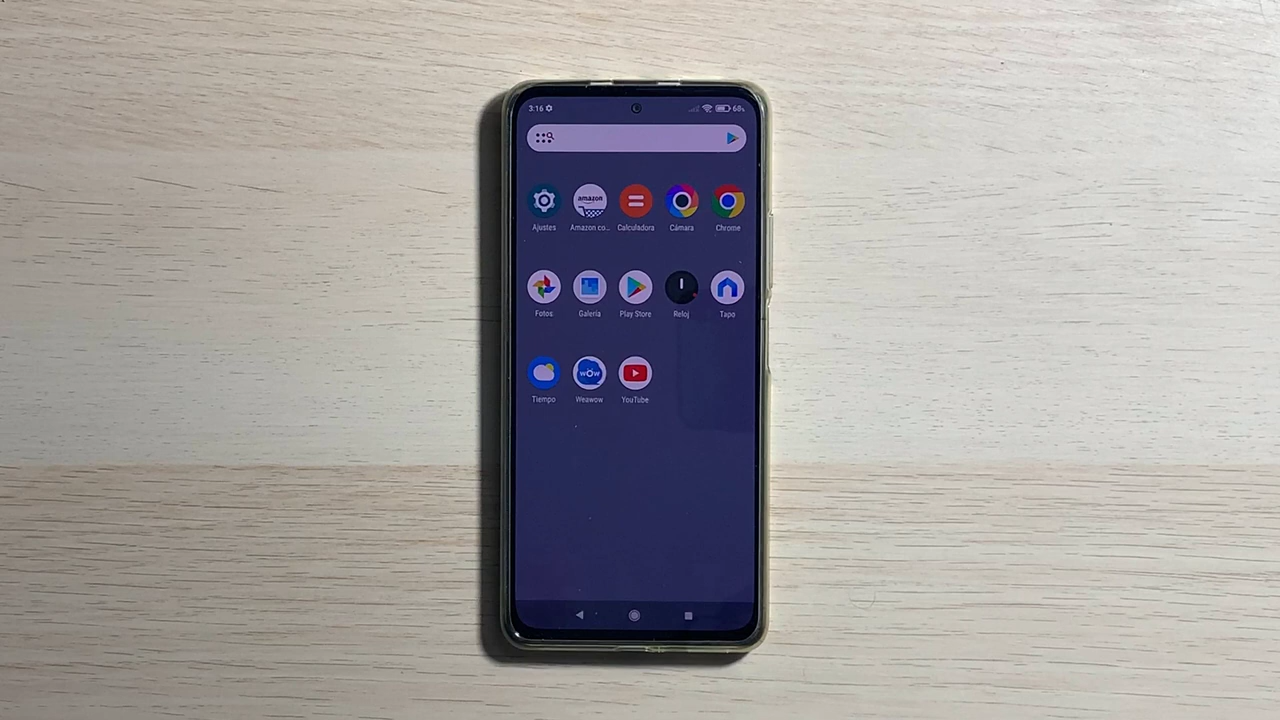 3:16 60%
amazon
Ajustes Amazon co... Calculadora Cámara Chrome
Fotos Galería Play Store Reloj Tapo
wOw
Tiempo Weawow YouTube